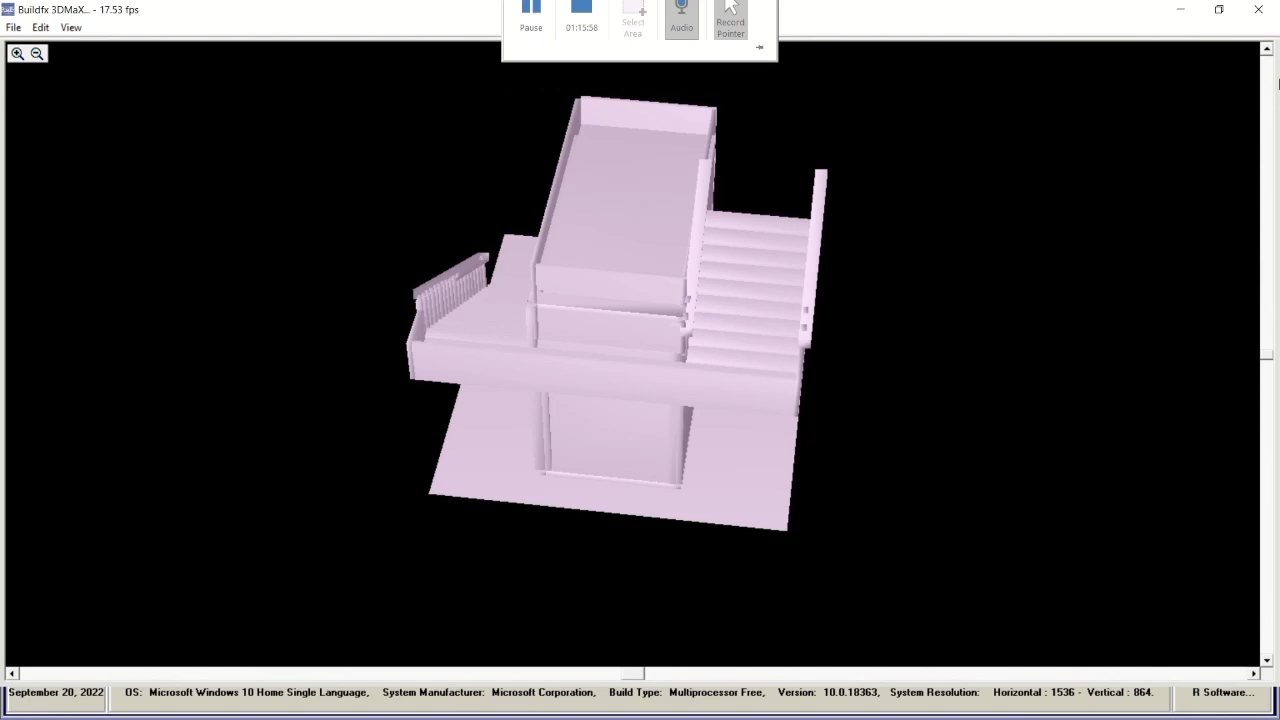 Buildfx 3DMaX... - 17.53 fps
File Edit View
Pause
01:15:58
Select
Area
Audio
Record
Pointer
September 20, 2022 OS: Microsoft Windows 10 Home Single Language, System Manufacturer: Microsoft Corporation, Build Type: Multiprocessor Free, Version: 10.0.18363, System Resolution: Horizontal : 1536 - Vertical : 864. R Software...